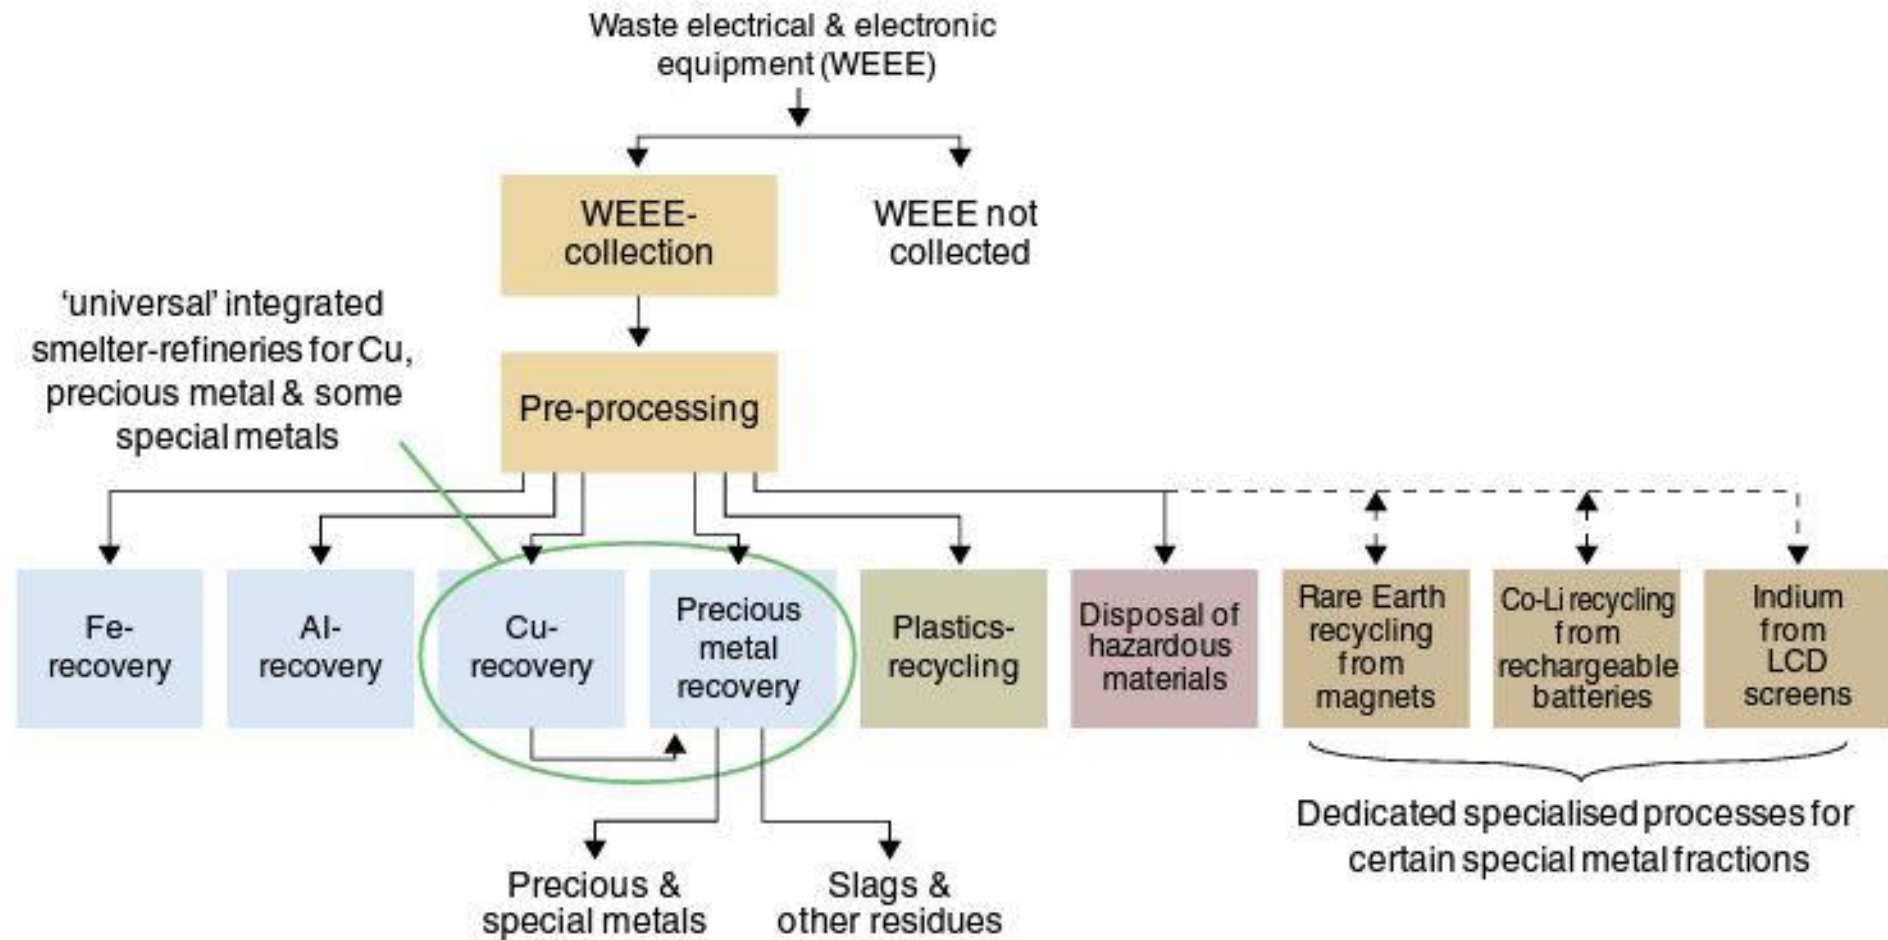 Waste electrical & electronic
equipment (WEEE)
WEEE-
collection
WEEE not
collected
‘universal’ integrated
smelter-refineries for Cu,
precious metal & some
special metals
Pre-processing
Fe-
recovery
Al-
recovery
Cu-
recovery
Precious
metal
recovery
Plastics-
recycling
Disposal of
hazardous
materials
Rare Earth
recycling
from
magnets
Co-Li recycling
from
rechargeable
batteries
Indium
from
LCD
screens
Dedicated specialised processes for
certain special metal fractions
Precious &
special metals
Slags &
other residues